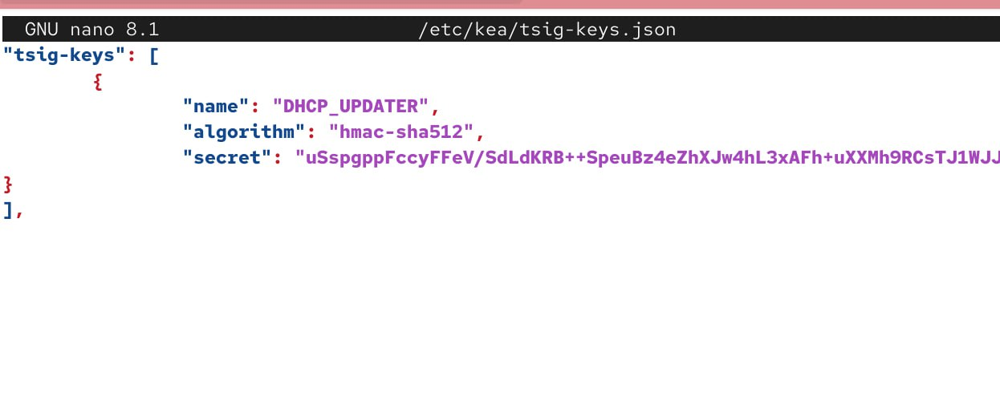 GNU nano 8.1 /etc/kea/tsig-keys.json
"tsig-keys": [
{
"name": "DHCP_UPDATER",
"algorithm": "hmac-sha512",
"secret": "uSspgppFccyFFeV/SdLdKRB++SpeuBz4eZhXJw4hL3xAFh+uXXMh9RCsTJ1WJJ
}
],